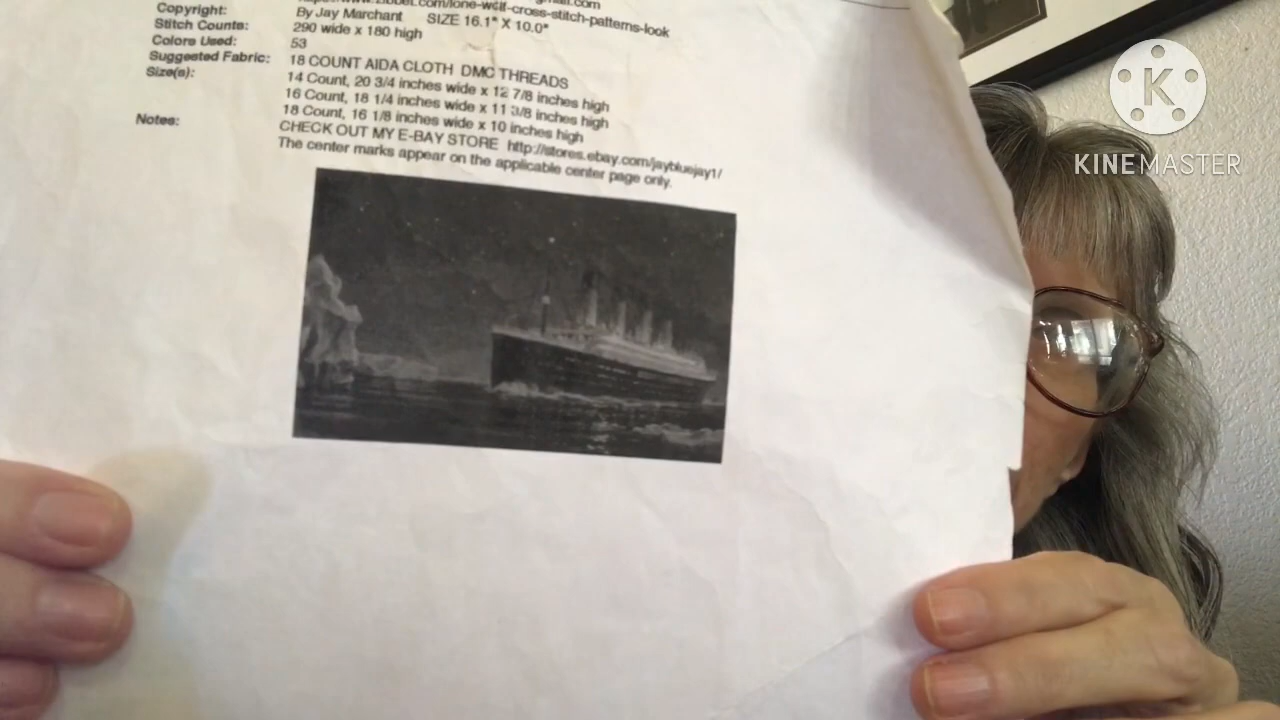 gmail.com
Copyright: By Jay Marchant SIZE 16.1" X 10.0"
Stitch Counts: 290 wide x 180 high
Colors Used: 53
Suggested Fabric: 18 COUNT AIDA CLOTH DMC THREADS
Size(s): 14 Count, 20 3/4 inches wide x 12 7/8 inches high
16 Count, 18 1/4 inches wide x 11 3/8 inches high
18 Count, 16 1/8 inches wide x 10 inches high
Notes: CHECK OUT MY E-BAY STORE http://stores.ebay.com/jaybluejay1/
The center marks appear on the applicable center page only.
K
KINEMASTER